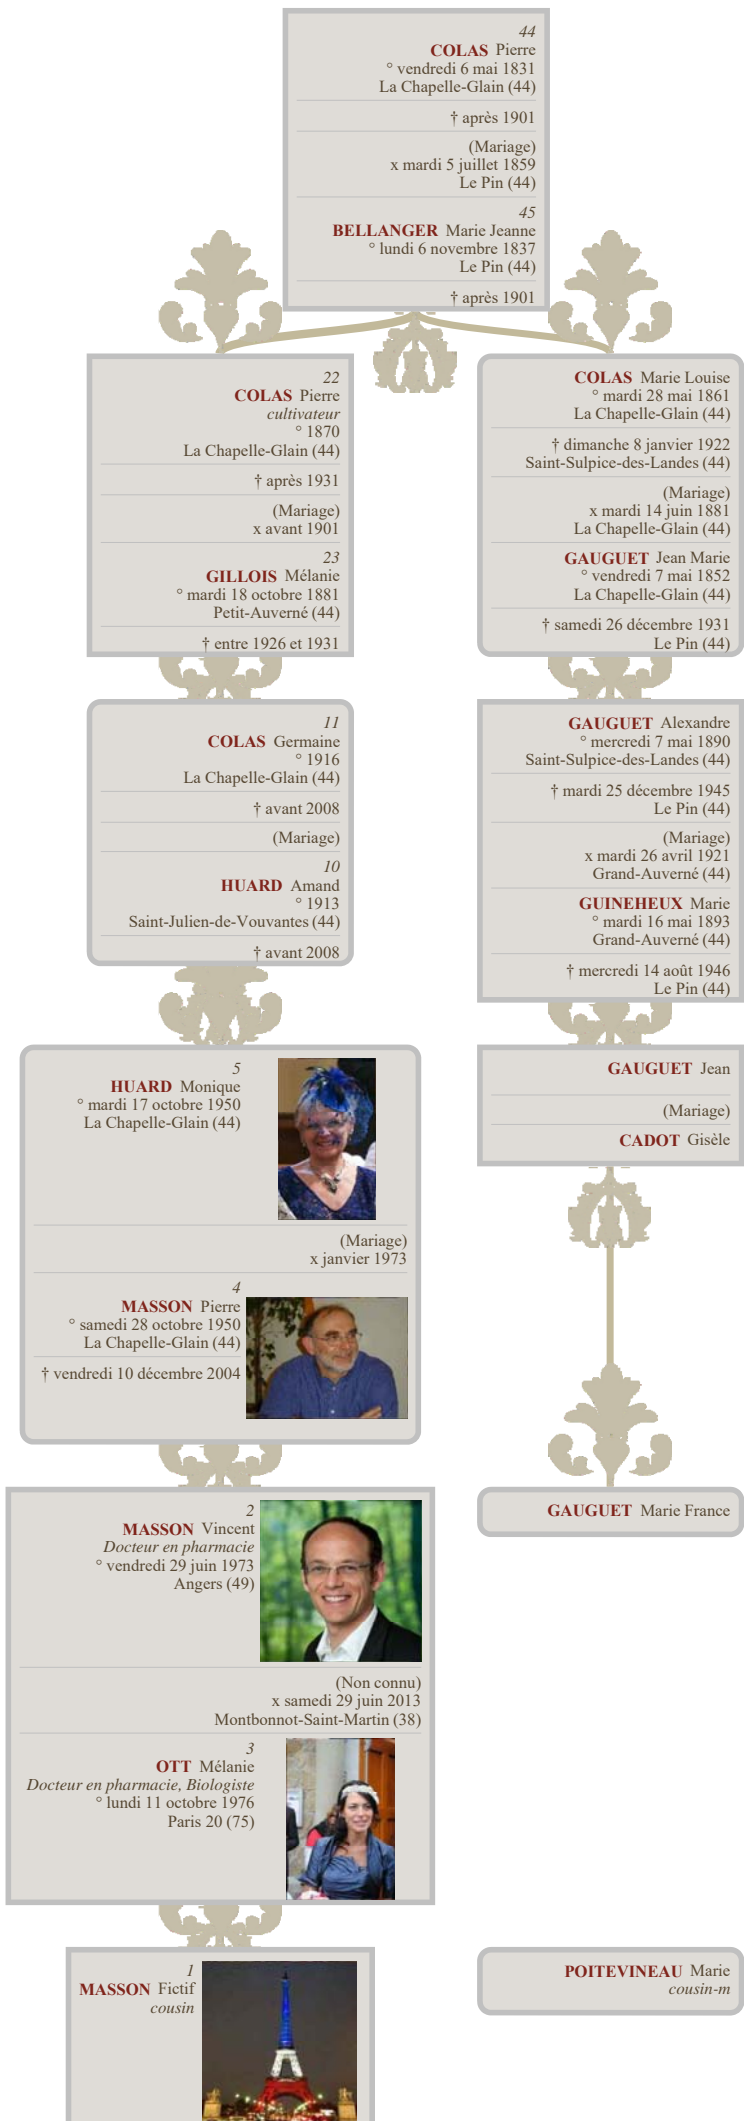 44
COLAS Pierre
° vendredi 6 mai 1831
La Chapelle-Glain (44)
† après 1901
(Mariage)
x mardi 5 juillet 1859
Le Pin (44)
45
BELLANGER Marie Jeanne
° lundi 6 novembre 1837
Le Pin (44)
† après 1901
22
COLAS Pierre
cultivateur
° 1870
La Chapelle-Glain (44)
† après 1931
(Mariage)
x avant 1901
23
GILLOIS Mélanie
° mardi 18 octobre 1881
Petit-Auverné (44)
† entre 1926 et 1931
COLAS Marie Louise
° mardi 28 mai 1861
La Chapelle-Glain (44)
† dimanche 8 janvier 1922
Saint-Sulpice-des-Landes (44)
(Mariage)
x mardi 14 juin 1881
La Chapelle-Glain (44)
GAUGUET Jean Marie
° vendredi 7 mai 1852
La Chapelle-Glain (44)
† samedi 26 décembre 1931
Le Pin (44)
11
COLAS Germaine
° 1916
La Chapelle-Glain (44)
† avant 2008
(Mariage)
10
HUARD Amand
° 1913
Saint-Julien-de-Vouvantes (44)
† avant 2008
GAUGUET Alexandre
° mercredi 7 mai 1890
Saint-Sulpice-des-Landes (44)
† mardi 25 décembre 1945
Le Pin (44)
(Mariage)
x mardi 26 avril 1921
Grand-Auverné (44)
GUINEHEUX Marie
° mardi 16 mai 1893
Grand-Auverné (44)
† mercredi 14 août 1946
Le Pin (44)
5
HUARD Monique
° mardi 17 octobre 1950
La Chapelle-Glain (44)
(Mariage)
x janvier 1973
4
MASSON Pierre
° samedi 28 octobre 1950
La Chapelle-Glain (44)
† vendredi 10 décembre 2004
GAUGUET Jean
(Mariage)
CADOT Gisèle
2
MASSON Vincent
Docteur en pharmacie
° vendredi 29 juin 1973
Angers (49)
(Non connu)
x samedi 29 juin 2013
Montbonnot-Saint-Martin (38)
3
OTT Mélanie
Docteur en pharmacie, Biologiste
° lundi 11 octobre 1976
Paris 20 (75)
GAUGUET Marie France
1
MASSON Fictif
cousin
POITEVINEAU Marie
cousin-m